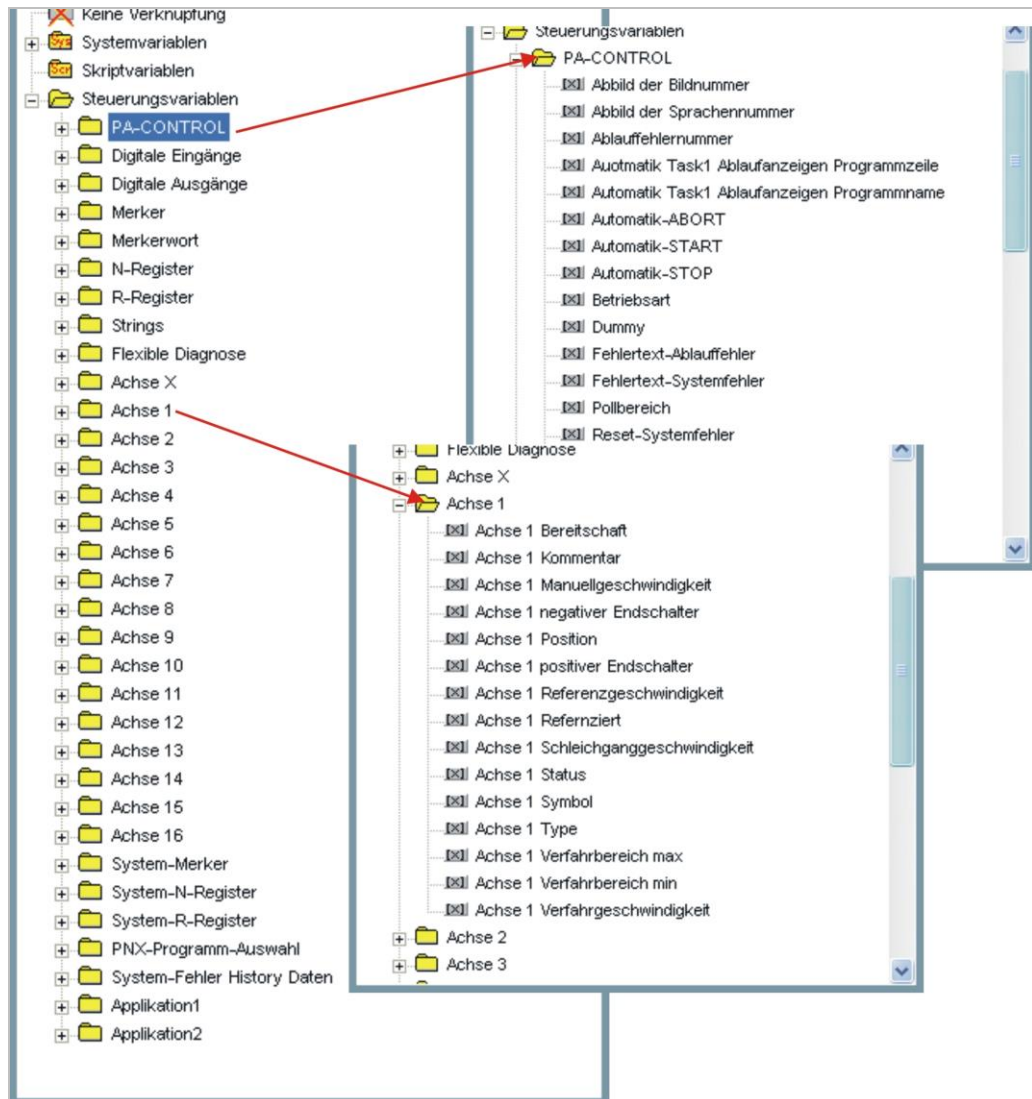 Keine Verknüpfung
Sys Systemvariablen
Scr Skriptvariablen
Steuerungsvariablen
PA-CONTROL
Digitale Eingänge
Digitale Ausgänge
Merker
Merkerwort
N-Register
R-Register
Strings
Flexible Diagnose
Achse X
Achse 1
Achse 2
Achse 3
Achse 4
Achse 5
Achse 6
Achse 7
Achse 8
Achse 9
Achse 10
Achse 11
Achse 12
Achse 13
Achse 14
Achse 15
Achse 16
System-Merker
System-N-Register
System-R-Register
PNX-Programm-Auswahl
System-Fehler History Daten
Applikation1
Applikation2
Steuerungsvariablen
PA-CONTROL
Abbild der Bildnummer
Abbild der Sprachennummer
Ablauffehlernummer
Auotmatik Task1 Ablaufanzeigen Programmzeile
Automatik Task1 Ablaufanzeigen Programmname
Automatik-ABORT
Automatik-START
Automatik-STOP
Betriebsart
Dummy
Fehlertext-Ablauffehler
Fehlertext-Systemfehler
Pollbereich
Reset-Systemfehler
Flexible Diagnose
Achse X
Achse 1
Achse 1 Bereitschaft
Achse 1 Kommentar
Achse 1 Manuellgeschwindigkeit
Achse 1 negativer Endschalter
Achse 1 Position
Achse 1 positiver Endschalter
Achse 1 Referenzgeschwindigkeit
Achse 1 Refernziert
Achse 1 Schleichganggeschwindigkeit
Achse 1 Status
Achse 1 Symbol
Achse 1 Type
Achse 1 Verfahrbereich max
Achse 1 Verfahrbereich min
Achse 1 Verfahrgeschwindigkeit
Achse 2
Achse 3